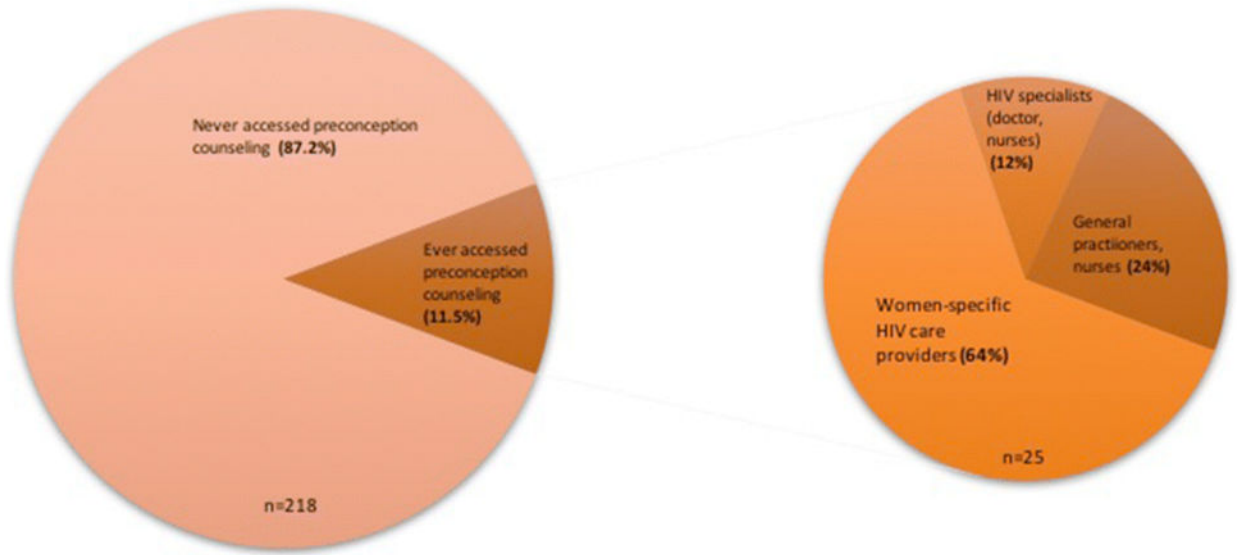 Never accessed preconception
counseling (87.2%)
Ever accessed
preconception
counseling
(11.5%)
n=218
HIV specialists
(doctor,
nurses)
(12%)
General
practiioners,
nurses (24%)
Women-specific
HIV care
providers (64%)
n=25